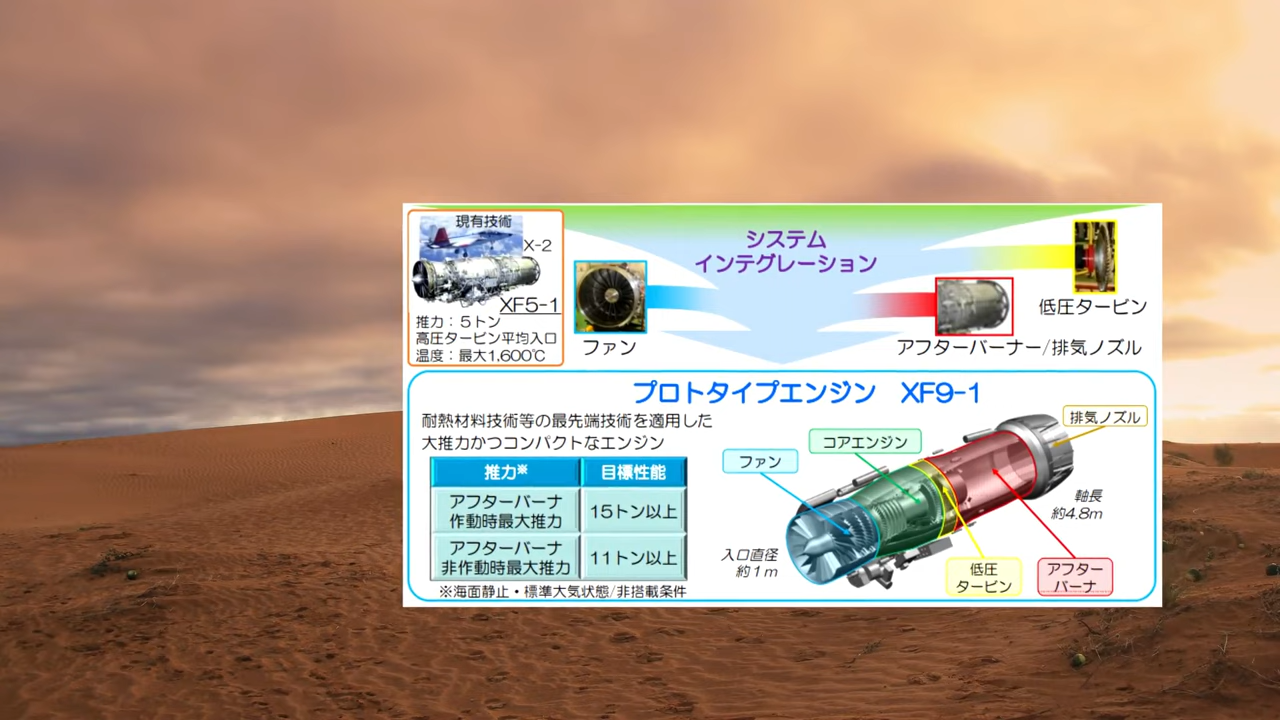 現有技術
X-2
XF5-1
推力：５トン
高圧タービン平均入口
温度：最大1,600℃
システム
インテグレーション
ファン
低圧タービン
アフターバーナー/排気ノズル
プロトタイプエンジン　XF9-1
耐熱材料技術等の最先端技術を適用した
大推力かつコンパクトなエンジン
推力※
目標性能
アフターバーナ
作動時最大推力
15トン以上
アフターバーナ
非作動時最大推力
11トン以上
※海面静止・標準大気状態/非搭載条件
ファン
コアエンジン
排気ノズル
軸長
約4.8m
入口直径
約１m
低圧
タービン
アフター
バーナ